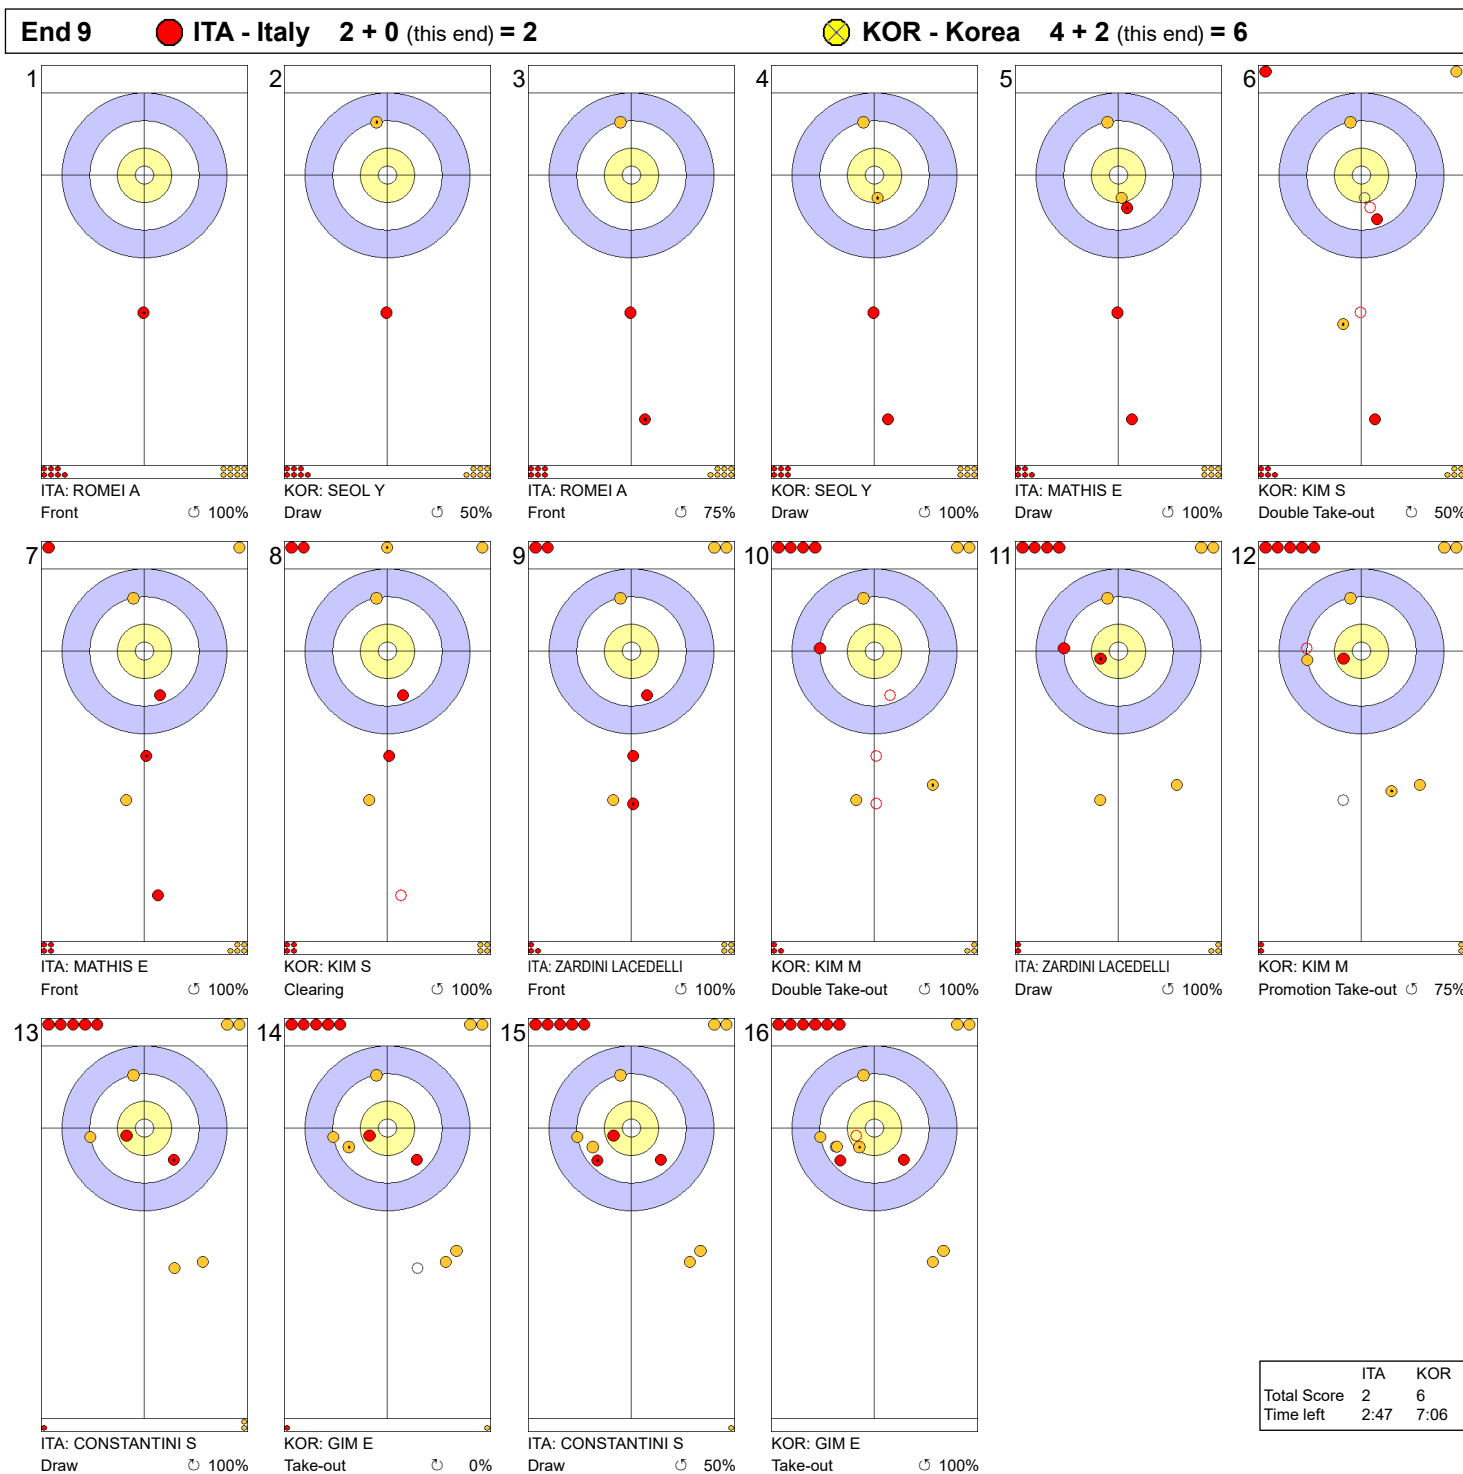 End 9 ITA - Italy 2 + 0 (this end) = 2 KOR - Korea 4 + 2 (this end) = 6
1 2 3 4 5 6
ITA: ROMEI A KOR: SEOL Y ITA: ROMEI A KOR: SEOL Y ITA: MATHIS E KOR: KIM S
Front ↺ 100% Draw ↺ 50% Front ↺ 75% Draw ↺ 100% Draw ↺ 100% Double Take-out ↻ 50%
7 8 9 10 11 12
ITA: MATHIS E KOR: KIM S ITA: ZARDINI LACEDELLI KOR: KIM M ITA: ZARDINI LACEDELLI KOR: KIM M
Front ↺ 100% Clearing ↺ 100% Front ↺ 100% Double Take-out ↺ 100% Draw ↺ 100% Promotion Take-out ↺ 75%
13 14 15 16
ITA: CONSTANTINI S KOR: GIM E ITA: CONSTANTINI S KOR: GIM E
Draw ↻ 100% Take-out ↻ 0% Draw ↺ 50% Take-out ↺ 100%
ITA KOR
Total Score 2 6
Time left 2:47 7:06